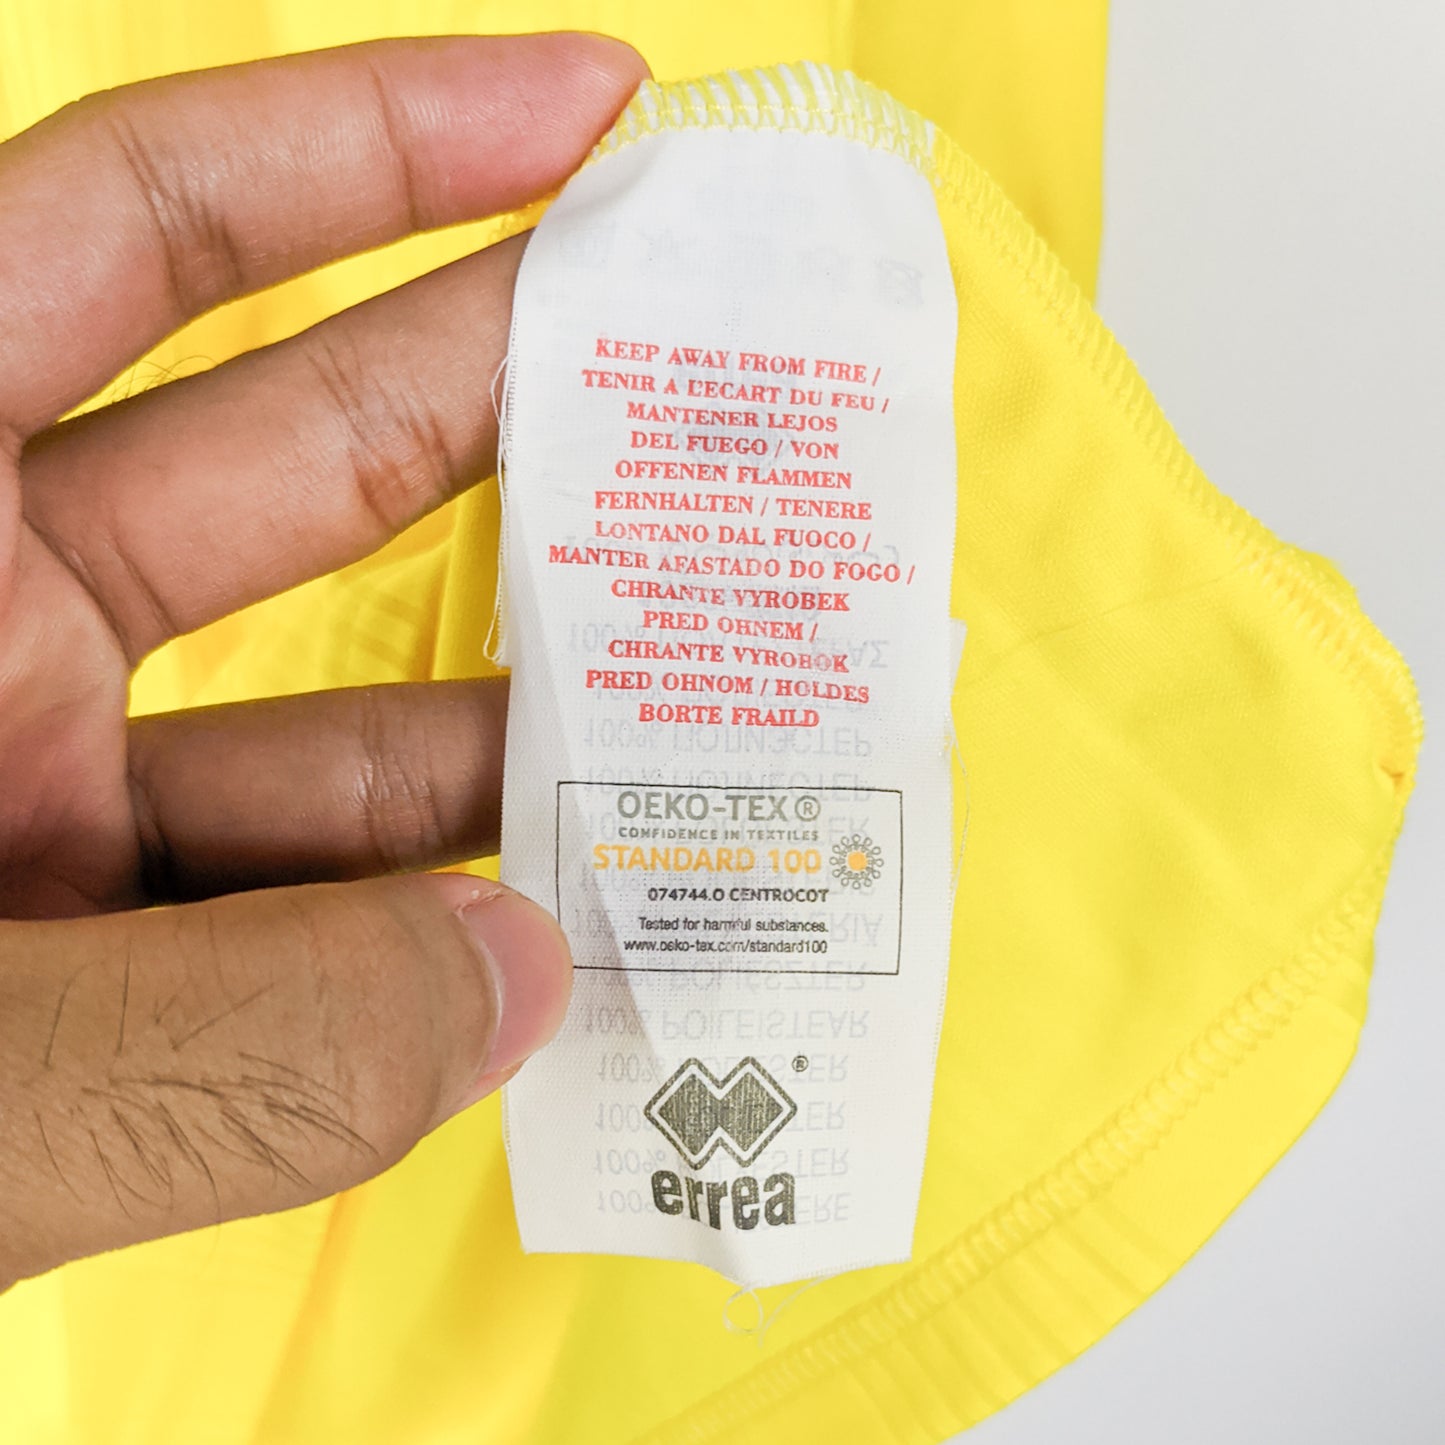 KEEP AWAY FROM FIRE /
TENIR A L'ECART DU FEU /
MANTENER LEJOS
DEL FUEGO / VON
OFFENEN FLAMMEN
FERNHALTEN / TENERE
LONTANO DAL FUOCO /
MANTER AFASTADO DO FOGO /
CHRANTE VYROBEK
PRED OHNEM /
CHRANTE VYROHOK
PRED OHNOM / HOLDES
BORTE FRAILD
OEKO-TEX®
CONFIDENCE IN TEXTILES
STANDARD 100
074744.O CENTROCOT
Tested for harmful substances.
www.oeko-tex.com/standard100
®
errea